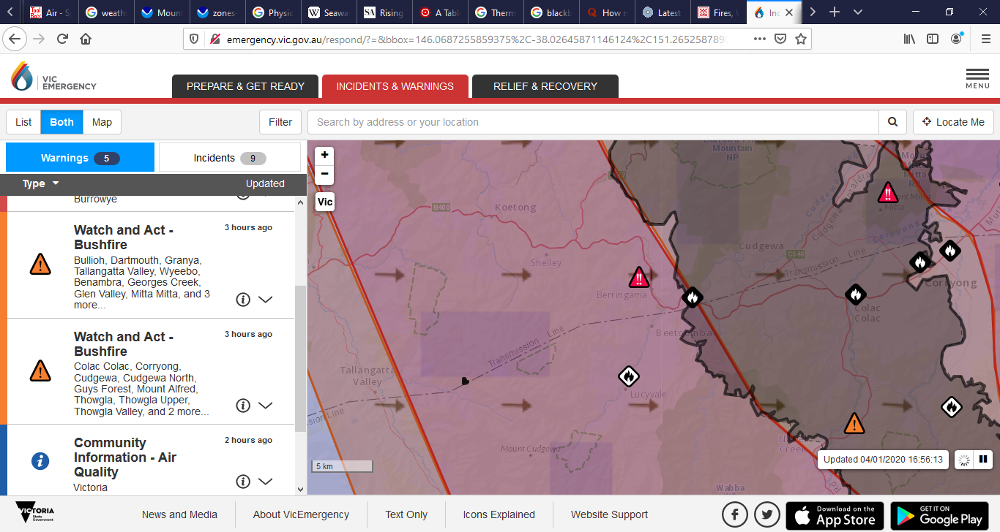 Air - S
weath
Moun
zones-
Physic
Seawa
Rising
A Tabl
Therm
blackb
How n
Latest
Fires, V
Inc
emergency.vic.gov.au/respond/?=&bbox=146.0687255859375%2C-38.02645871146124%2C151.26525878
VIC
EMERGENCY
PREPARE & GET READY
INCIDENTS & WARNINGS
RELIEF & RECOVERY
MENU
List
Both
Map
Filter
Search by address or your location
Locate Me
Warnings 5
Incidents 9
Type
Updated
Burrowye
Watch and Act -
Bushfire
3 hours ago
Bullioh, Dartmouth, Granya,
Tallangatta Valley, Wyeebo,
Benambra, Georges Creek,
Glen Valley, Mitta Mitta, and 3
more...
Watch and Act -
Bushfire
3 hours ago
Colac Colac, Corryong,
Cudgewa, Cudgewa North,
Guys Forest, Mount Alfred,
Thowgla, Thowgla Upper,
Thowgla Valley, and 2 more...
Community
Information - Air
Quality
2 hours ago
Victoria
+
−
Vic
Mountain
NP
Mitta
Mount Mitta
Mitta
B400
Koetong
Cudgewa
C546
Transmission Line
Shelley
Berringama
Corryong
Colac
Colac
Beetoomba
Transmission Line
Tallangatta
Valley
Lucyvale
Mount Cudgewa
Creek
Wabba
5 km
Updated 04/01/2020 16:56:13
VICTORIA
State
Government
News and Media
About VicEmergency
Text Only
Icons Explained
Website Support
Download on the
App Store
GET IT ON
Google Play